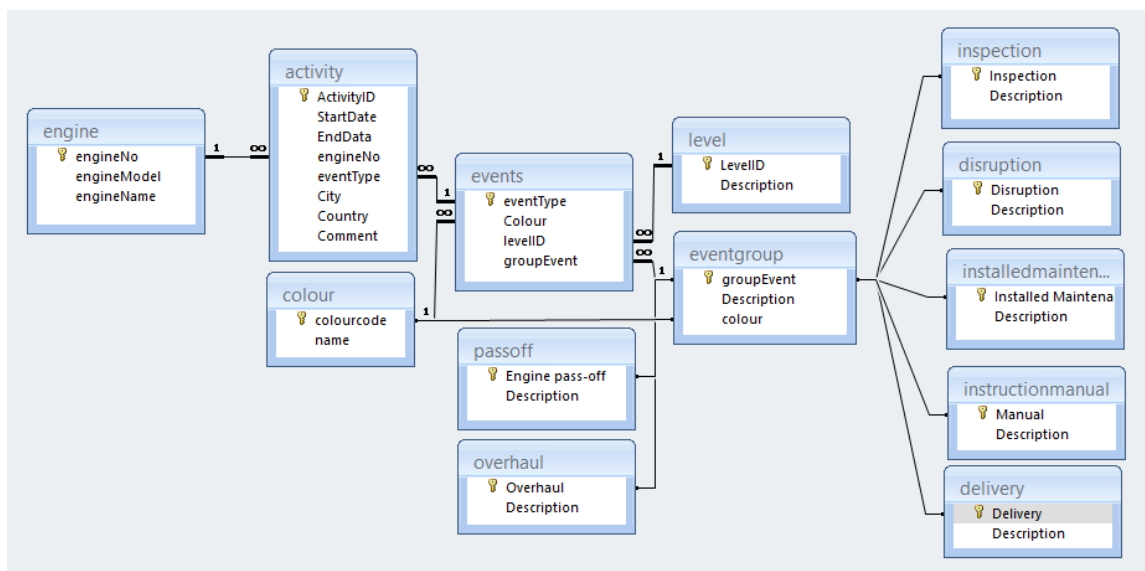 engine
engineNo
engineModel
engineName
activity
ActivityID
StartDate
EndData
engineNo
eventType
City
Country
Comment
colour
colourcode
name
events
eventType
Colour
levelID
groupEvent
passoff
Engine pass-off
Description
overhaul
Overhaul
Description
level
LevelID
Description
eventgroup
groupEvent
Description
colour
inspection
Inspection
Description
disruption
Disruption
Description
installedmainten...
Installed Maintena
Description
instructionmanual
Manual
Description
delivery
Delivery
Description
1
∞
∞
1
∞
1
1
∞
∞
1